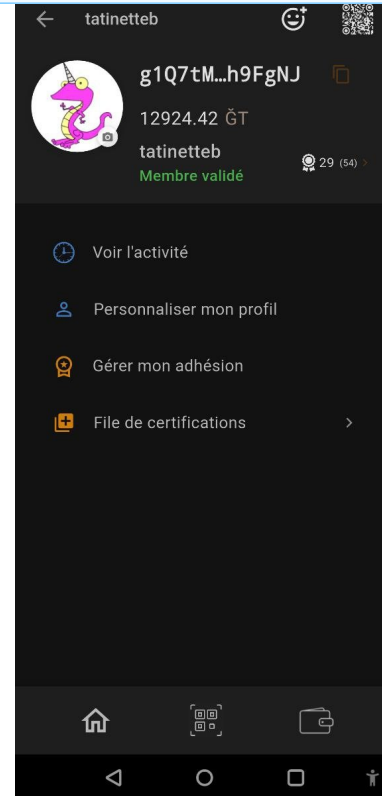 tatinetteb
g1Q7tM…h9FgNJ
12924.42 ĞT
tatinetteb
29 (54)
Membre validé
Voir l'activité
Personnaliser mon profil
Gérer mon adhésion
File de certifications